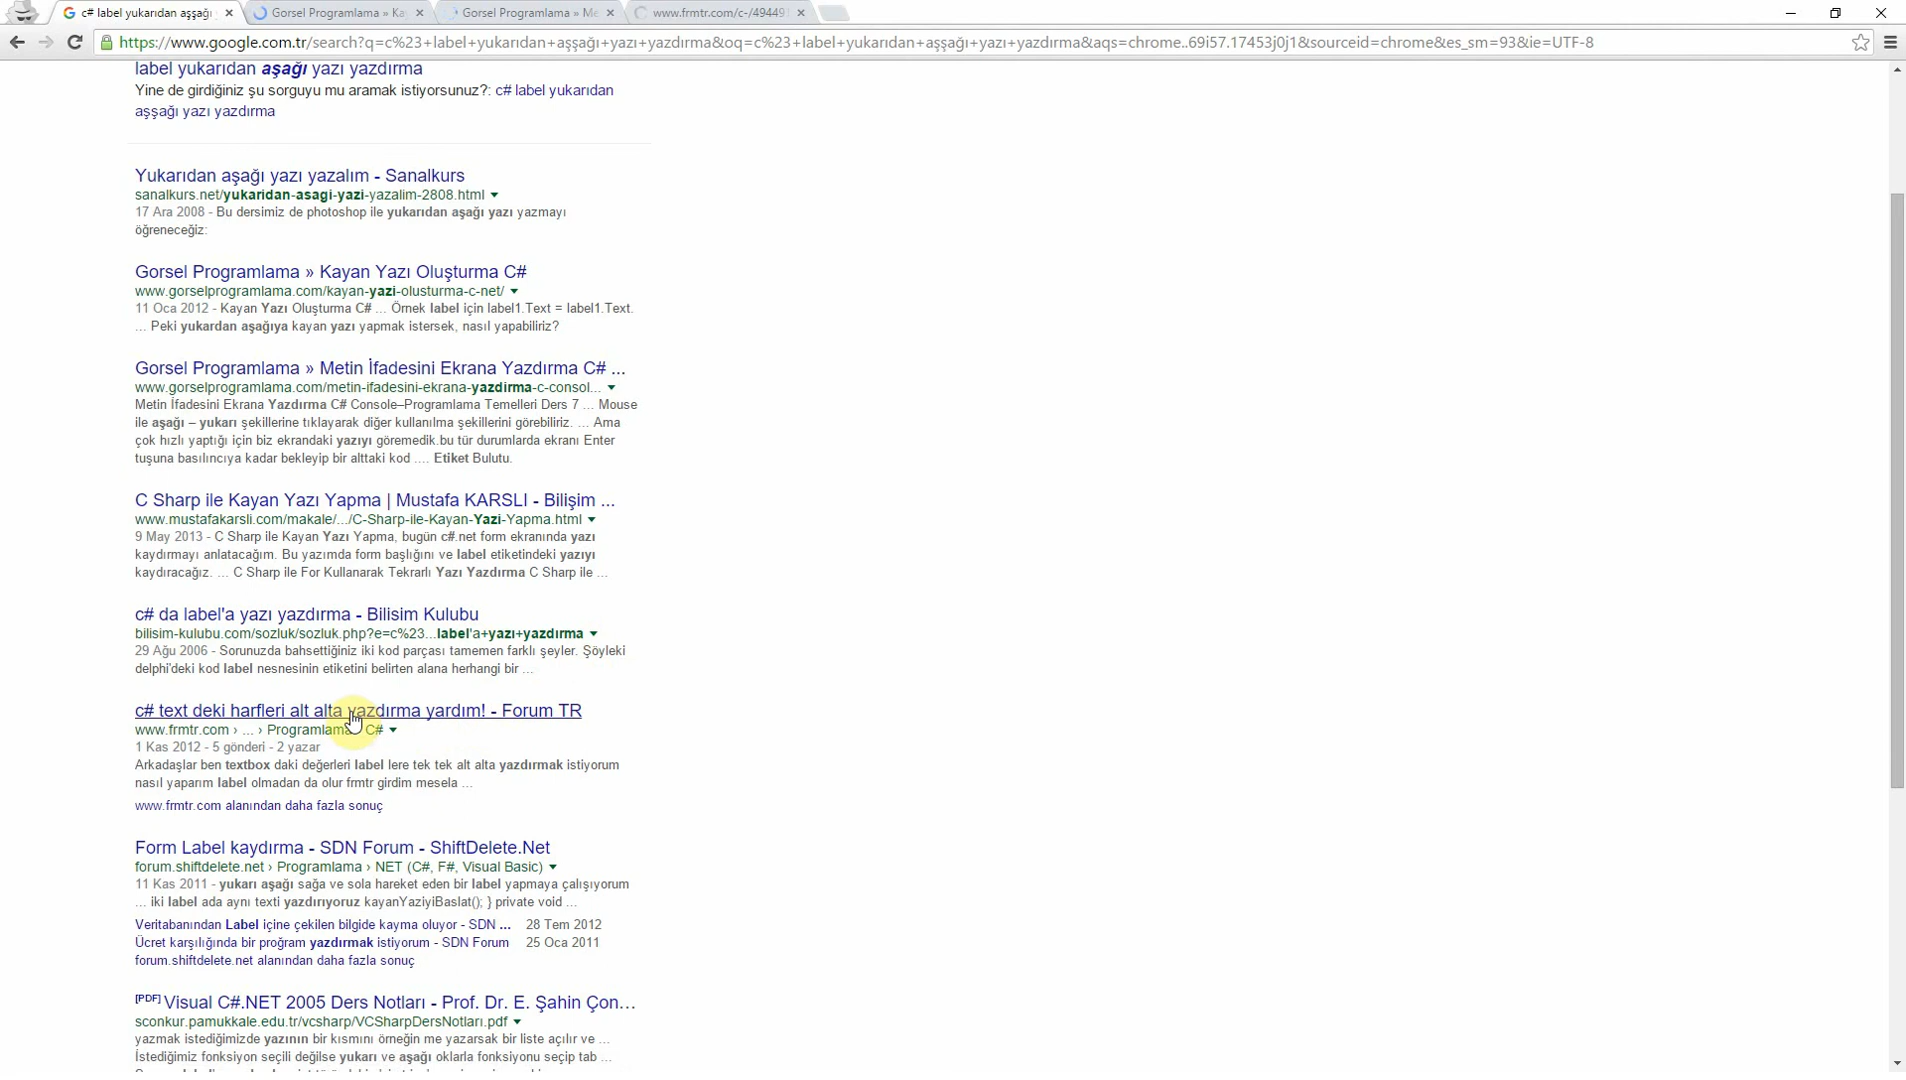 c# label yukarıdan aşşağı
Gorsel Programlama » Ka
Gorsel Programlama » Me
www.frmtr.com/c-/49449
https://www.google.com.tr/search?q=c%23+label+yukarıdan+aşşağı+yazı+yazdırma&oq=c%23+label+yukarıdan+aşşağı+yazı+yazdırma&aqs=chrome..69i57.17453j0j1&sourceid=chrome&es_sm=93&ie=UTF-8
label yukarıdan aşağı yazı yazdırma
Yine de girdiğiniz şu sorguyu mu aramak istiyorsunuz?: c# label yukarıdan
aşşağı yazı yazdırma
Yukarıdan aşağı yazı yazalım - Sanalkurs
sanalkurs.net/yukaridan-asagi-yazi-yazalim-2808.html
17 Ara 2008 - Bu dersimiz de photoshop ile yukarıdan aşağı yazı yazmayı
öğreneceğiz:
Gorsel Programlama » Kayan Yazı Oluşturma C#
www.gorselprogramlama.com/kayan-yazi-olusturma-c-net/
11 Oca 2012 - Kayan Yazı Oluşturma C# ... Örnek label için label1.Text = label1.Text.
... Peki yukardan aşağıya kayan yazı yapmak istersek, nasıl yapabiliriz?
Gorsel Programlama » Metin İfadesini Ekrana Yazdırma C# ...
www.gorselprogramlama.com/metin-ifadesini-ekrana-yazdirma-c-consol...
Metin İfadesini Ekrana Yazdırma C# Console–Programlama Temelleri Ders 7 ... Mouse
ile aşağı – yukarı şekillerine tıklayarak diğer kullanılma şekillerini görebiliriz. ... Ama
çok hızlı yaptığı için biz ekrandaki yazıyı göremedik.bu tür durumlarda ekranı Enter
tuşuna basılıncıya kadar bekleyip bir alttaki kod .... Etiket Bulutu.
C Sharp ile Kayan Yazı Yapma | Mustafa KARSLI - Bilişim ...
www.mustafakarsli.com/makale/.../C-Sharp-ile-Kayan-Yazi-Yapma.html
9 May 2013 - C Sharp ile Kayan Yazı Yapma, bugün c#.net form ekranında yazı
kaydırmayı anlatacağım. Bu yazımda form başlığını ve label etiketindeki yazıyı
kaydıracağız. ... C Sharp ile For Kullanarak Tekrarlı Yazı Yazdırma C Sharp ile ...
c# da label'a yazı yazdırma - Bilisim Kulubu
bilisim-kulubu.com/sozluk/sozluk.php?e=c%23...label'a+yazı+yazdırma
29 Ağu 2006 - Sorunuzda bahsettiğiniz iki kod parçası tamemen farklı şeyler. Şöyleki
delphi'deki kod label nesnesinin etiketini belirten alana herhangi bir ...
c# text deki harfleri alt alta yazdırma yardım! - Forum TR
www.frmtr.com › ... › Programlama C#
1 Kas 2012 - 5 gönderi - 2 yazar
Arkadaşlar ben textbox daki değerleri label lere tek tek alt alta yazdırmak istiyorum
nasıl yaparım label olmadan da olur frmtr girdim mesela ...
www.frmtr.com alanından daha fazla sonuç
Form Label kaydırma - SDN Forum - ShiftDelete.Net
forum.shiftdelete.net › Programlama › NET (C#, F#, Visual Basic)
11 Kas 2011 - yukarı aşağı sağa ve sola hareket eden bir label yapmaya çalışıyorum
... iki label ada aynı texti yazdırıyoruz kayanYaziyiBaslat(); } private void ...
Veritabanından Label içine çekilen bilgide kayma oluyor - SDN ... 28 Tem 2012
Ücret karşılığında bir proğram yazdırmak istiyorum - SDN Forum 25 Oca 2011
forum.shiftdelete.net alanından daha fazla sonuç
[PDF] Visual C#.NET 2005 Ders Notları - Prof. Dr. E. Şahin Çon...
sconkur.pamukkale.edu.tr/vcsharp/VCSharpDersNotları.pdf
yazmak istediğimizde yazının bir kısmını örneğin me yazarsak bir liste açılır ve ...
İstediğimiz fonksiyon seçili değilse yukarı ve aşağı oklarla fonksiyonu seçip tab ...